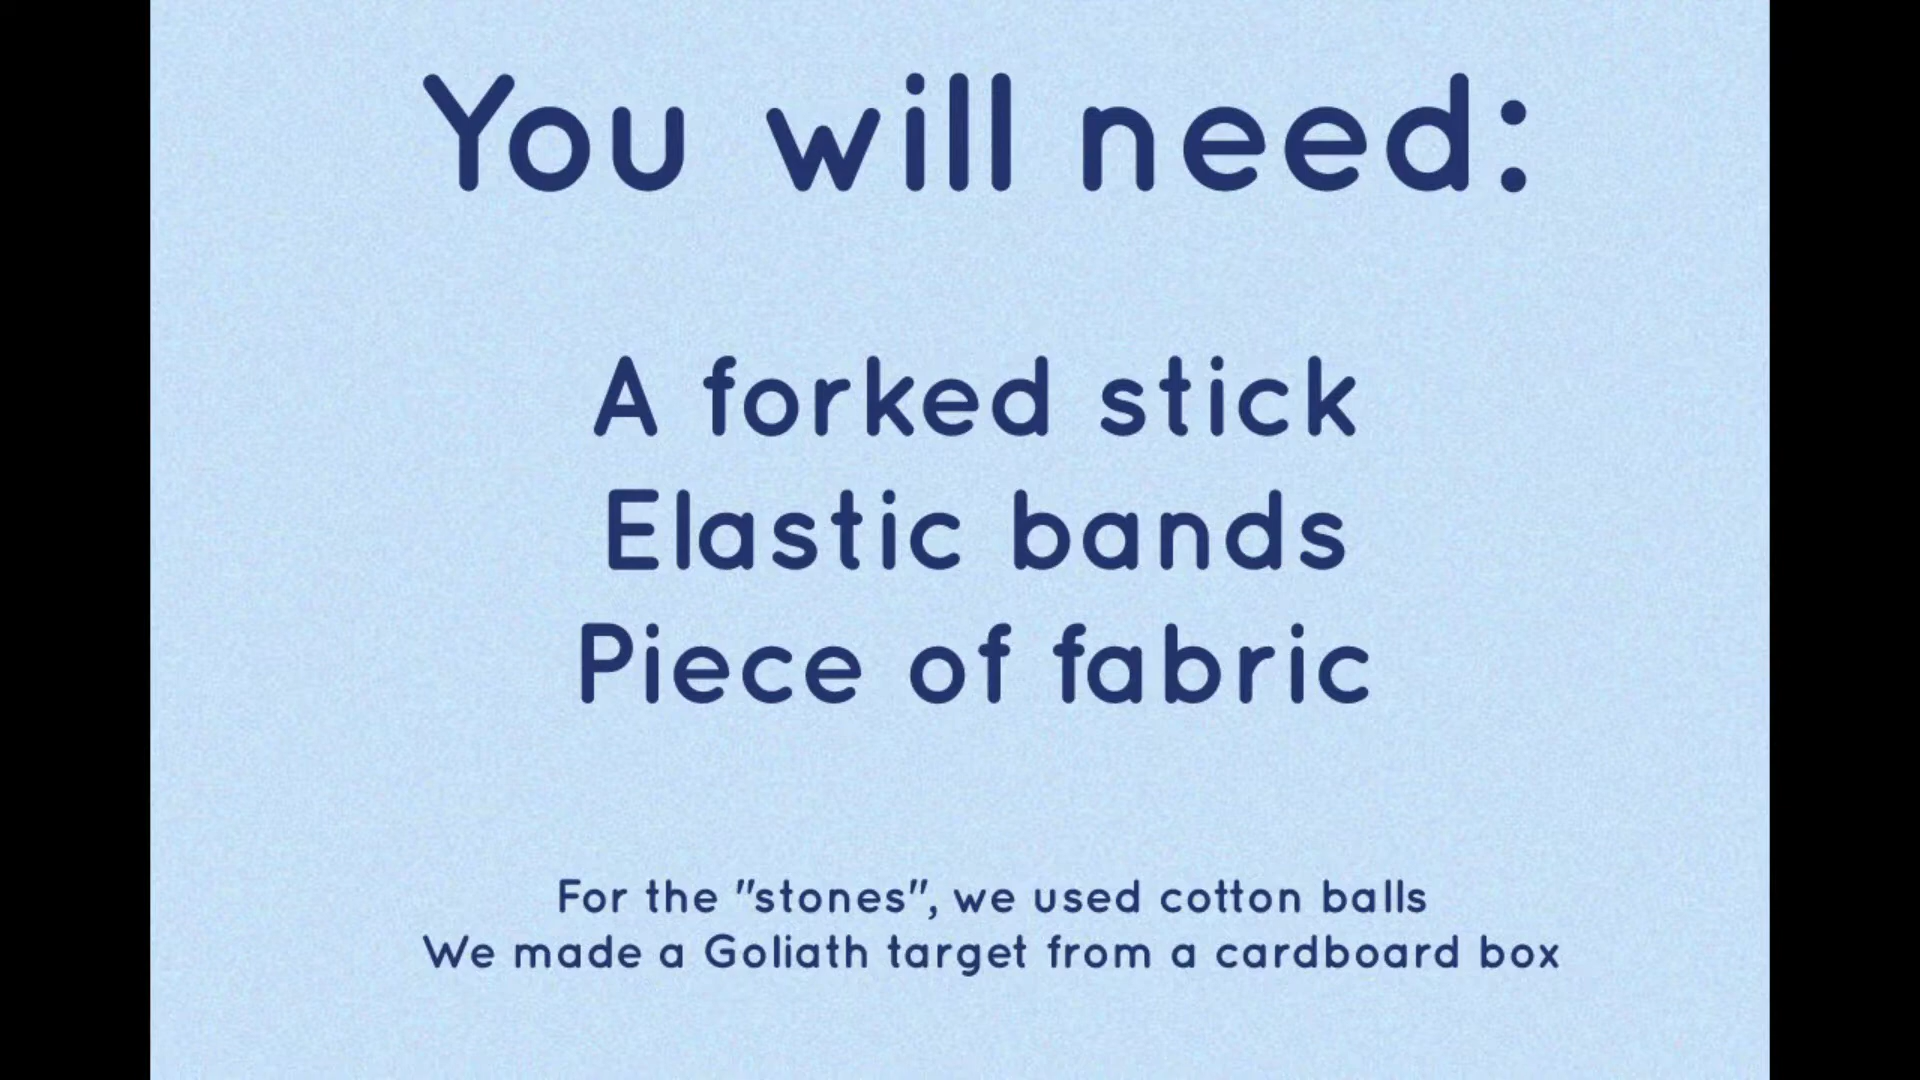 You will need:
A forked stick
Elastic bands
Piece of fabric
For the "stones", we used cotton balls
We made a Goliath target from a cardboard box